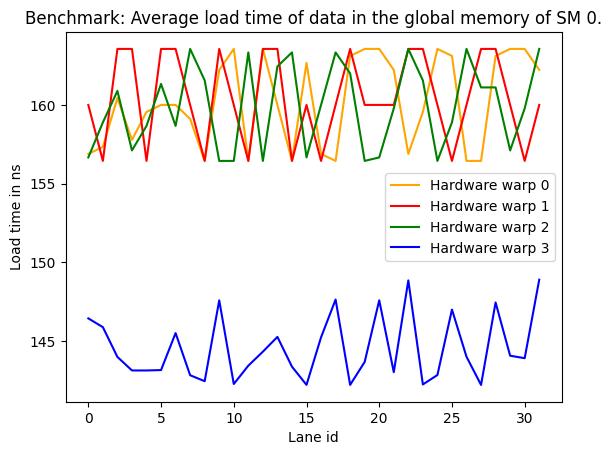 Benchmark: Average load time of data in the global memory of SM 0.
160
155
150
145
Load time in ns
Hardware warp 0
Hardware warp 1
Hardware warp 2
Hardware warp 3
0 5 10 15 20 25 30
Lane id